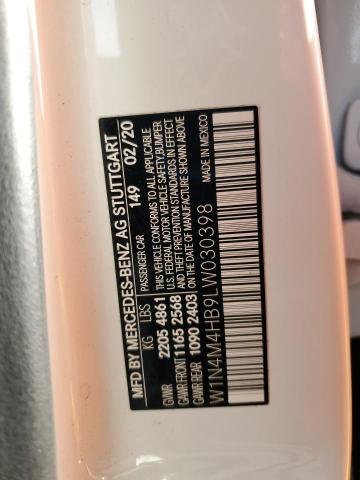 MFD BY MERCEDES-BENZ AG STUTTGART
PASSENGER CAR 149 02/20
KG LBS
GVWR 2205 4861
GAWR FRONT 1165 2568
GAWR REAR 1090 2403
THIS VEHICLE CONFORMS TO ALL APPLICABLE
U.S. FEDERAL MOTOR VEHICLE SAFETY, BUMPER
AND THEFT PREVENTION STANDARDS IN EFFECT
ON THE DATE OF MANUFACTURE SHOWN ABOVE
MADE IN MEXICO
W1N4M4HB9LW030398